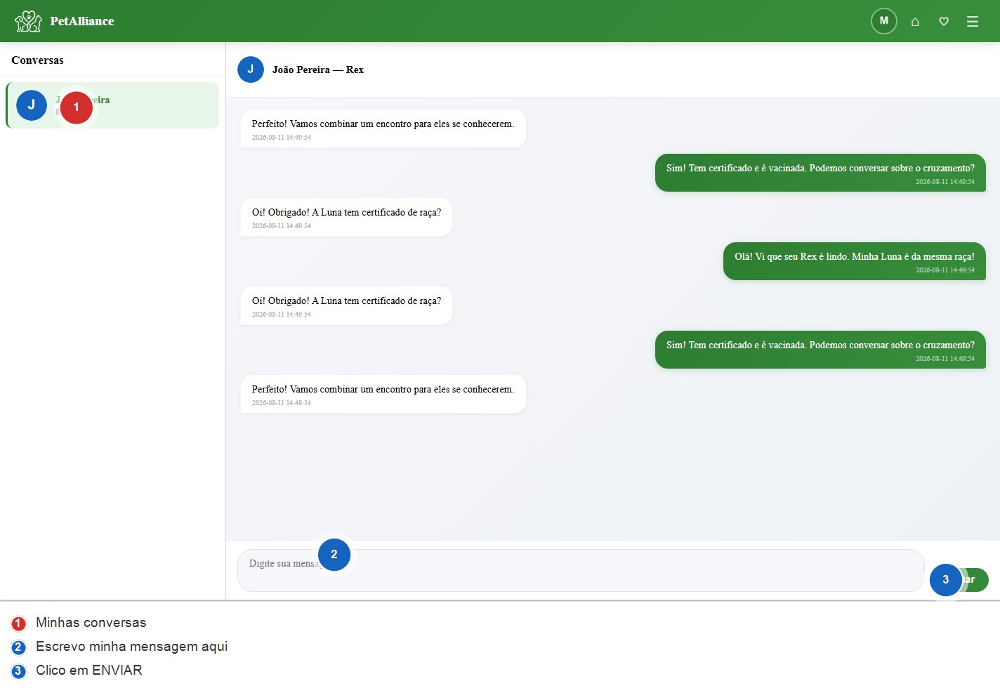 PetAlliance
M
Conversas
J
1
J
João Pereira — Rex
Perfeito! Vamos combinar um encontro para eles se conhecerem.
2026-08-11 14:49:54
Sim! Tem certificado e é vacinada. Podemos conversar sobre o cruzamento?
2026-08-11 14:49:54
Oi! Obrigado! A Luna tem certificado de raça?
2026-08-11 14:49:54
Olá! Vi que seu Rex é lindo. Minha Luna é da mesma raça!
2026-08-11 14:49:54
Oi! Obrigado! A Luna tem certificado de raça?
2026-08-11 14:49:54
Sim! Tem certificado e é vacinada. Podemos conversar sobre o cruzamento?
2026-08-11 14:49:54
Perfeito! Vamos combinar um encontro para eles se conhecerem.
2026-08-11 14:49:54
Digite sua mensa
2
3
1 Minhas conversas
2 Escrevo minha mensagem aqui
3 Clico em ENVIAR